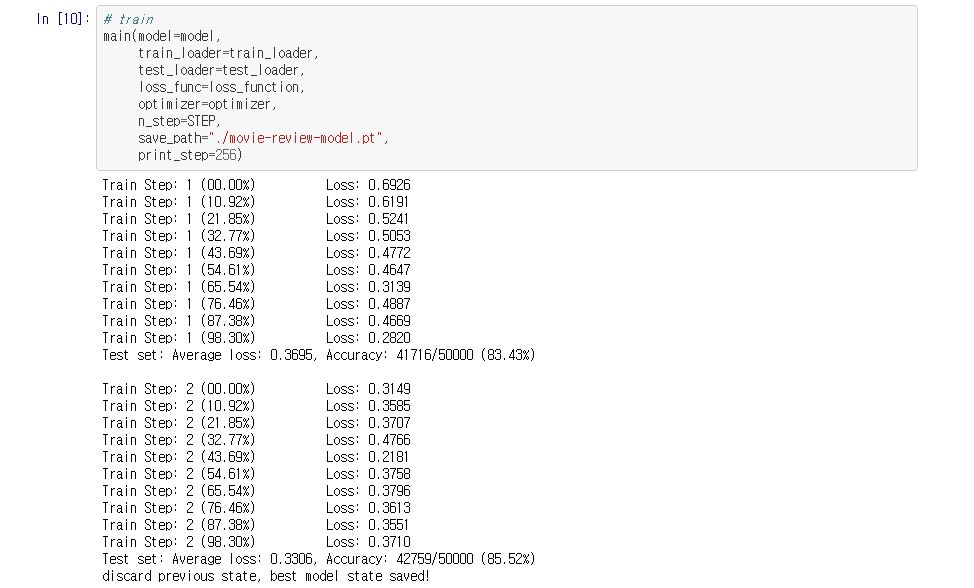 In [10]: # train
main(model=model,
     train_loader=train_loader,
     test_loader=test_loader,
     loss_func=loss_function,
     optimizer=optimizer,
     n_step=STEP,
     save_path="./movie-review-model.pt",
     print_step=256)
Train Step: 1 (00.00%) Loss: 0.6926
Train Step: 1 (10.92%) Loss: 0.6191
Train Step: 1 (21.85%) Loss: 0.5241
Train Step: 1 (32.77%) Loss: 0.5053
Train Step: 1 (43.69%) Loss: 0.4772
Train Step: 1 (54.61%) Loss: 0.4647
Train Step: 1 (65.54%) Loss: 0.3139
Train Step: 1 (76.46%) Loss: 0.4887
Train Step: 1 (87.38%) Loss: 0.4669
Train Step: 1 (98.30%) Loss: 0.2820
Test set: Average loss: 0.3695, Accuracy: 41716/50000 (83.43%)
Train Step: 2 (00.00%) Loss: 0.3149
Train Step: 2 (10.92%) Loss: 0.3585
Train Step: 2 (21.85%) Loss: 0.3707
Train Step: 2 (32.77%) Loss: 0.4766
Train Step: 2 (43.69%) Loss: 0.2181
Train Step: 2 (54.61%) Loss: 0.3758
Train Step: 2 (65.54%) Loss: 0.3796
Train Step: 2 (76.46%) Loss: 0.3613
Train Step: 2 (87.38%) Loss: 0.3551
Train Step: 2 (98.30%) Loss: 0.3710
Test set: Average loss: 0.3306, Accuracy: 42759/50000 (85.52%)
discard previous state, best model state saved!